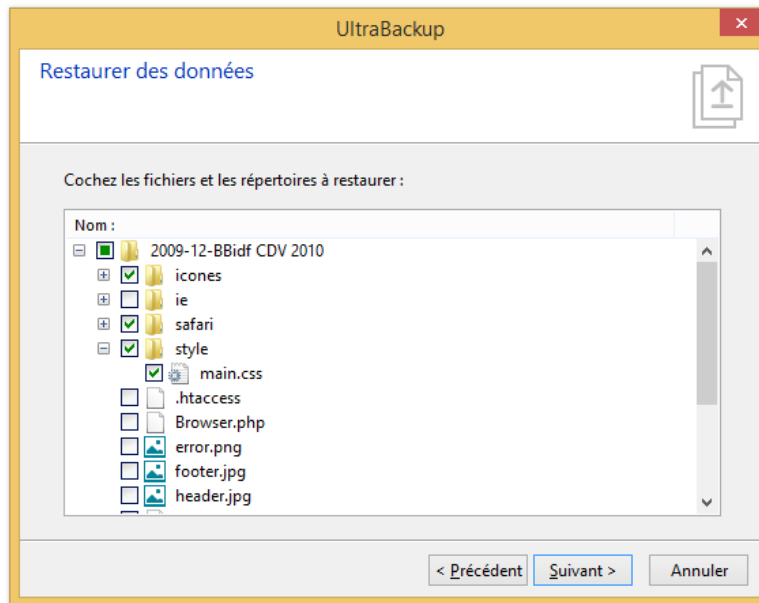 UltraBackup
Restaurer des données
Cochez les fichiers et les répertoires à restaurer :
Nom :
2009-12-BBidf CDV 2010
icones
ie
safari
style
main.css
.htaccess
Browser.php
error.png
footer.jpg
header.jpg
< Précédent Suivant > Annuler